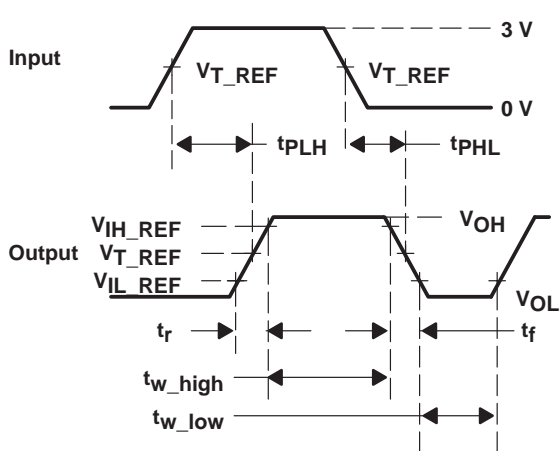 3 V
Input
VT_REF VT_REF
0 V
tPLH tPHL
VIH_REF VOH
Output VT_REF
VIL_REF VOL
tr tf
tw_high
tw_low